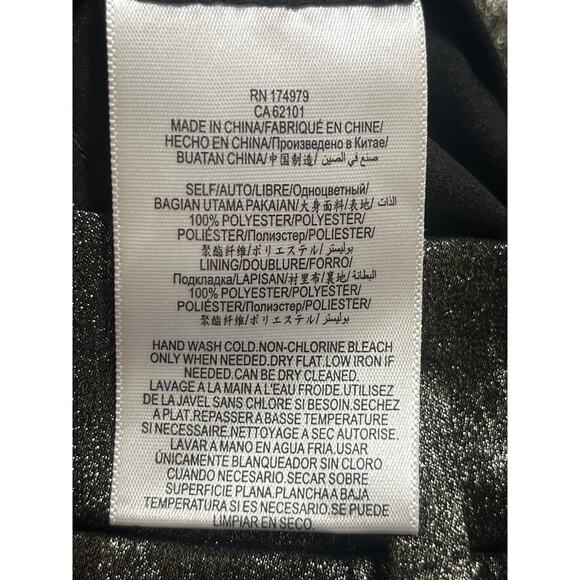 RN 174979
CA 62101
MADE IN CHINA/FABRIQUÉ EN CHINE/
HECHO EN CHINA/Произведено в Китае/
BUATAN CHINA/中国制造/صنع في الصين/
SELF/AUTO/LIBRE/Одноцветный/
BAGIAN UTAMA PAKAIAN/大身面料/表地/الذات/
100% POLYESTER/POLYESTER/
POLIÉSTER/Полиэстер/POLIESTER/
聚酯纤维/ポリエステル/بوليستر/
LINING/DOUBLURE/FORRO/
Подкладка/LAPISAN/衬里布/裏地/البطانة/
100% POLYESTER/POLYESTER/
POLIÉSTER/Полиэстер/POLIESTER/
聚酯纤维/ポリエステル/بوليستر/
HAND WASH COLD.NON-CHLORINE BLEACH
ONLY WHEN NEEDED.DRY FLAT.LOW IRON IF
NEEDED.CAN BE DRY CLEANED.
LAVAGE A LA MAIN A L'EAU FROIDE.UTILISEZ
DE LA JAVEL SANS CHLORE SI BESOIN.SECHEZ
A PLAT.REPASSER A BASSE TEMPERATURE
SI NECESSAIRE.NETTOYAGE A SEC AUTORISE.
LAVAR A MANO EN AGUA FRIA.USAR
ÚNICAMENTE BLANQUEADOR SIN CLORO
CUANDO NECESARIO.SECAR SOBRE
SUPERFICIE PLANA.PLANCHA A BAJA
TEMPERATURA SI ES NECESARIO.SE PUEDE
LIMPIAR EN SECO.